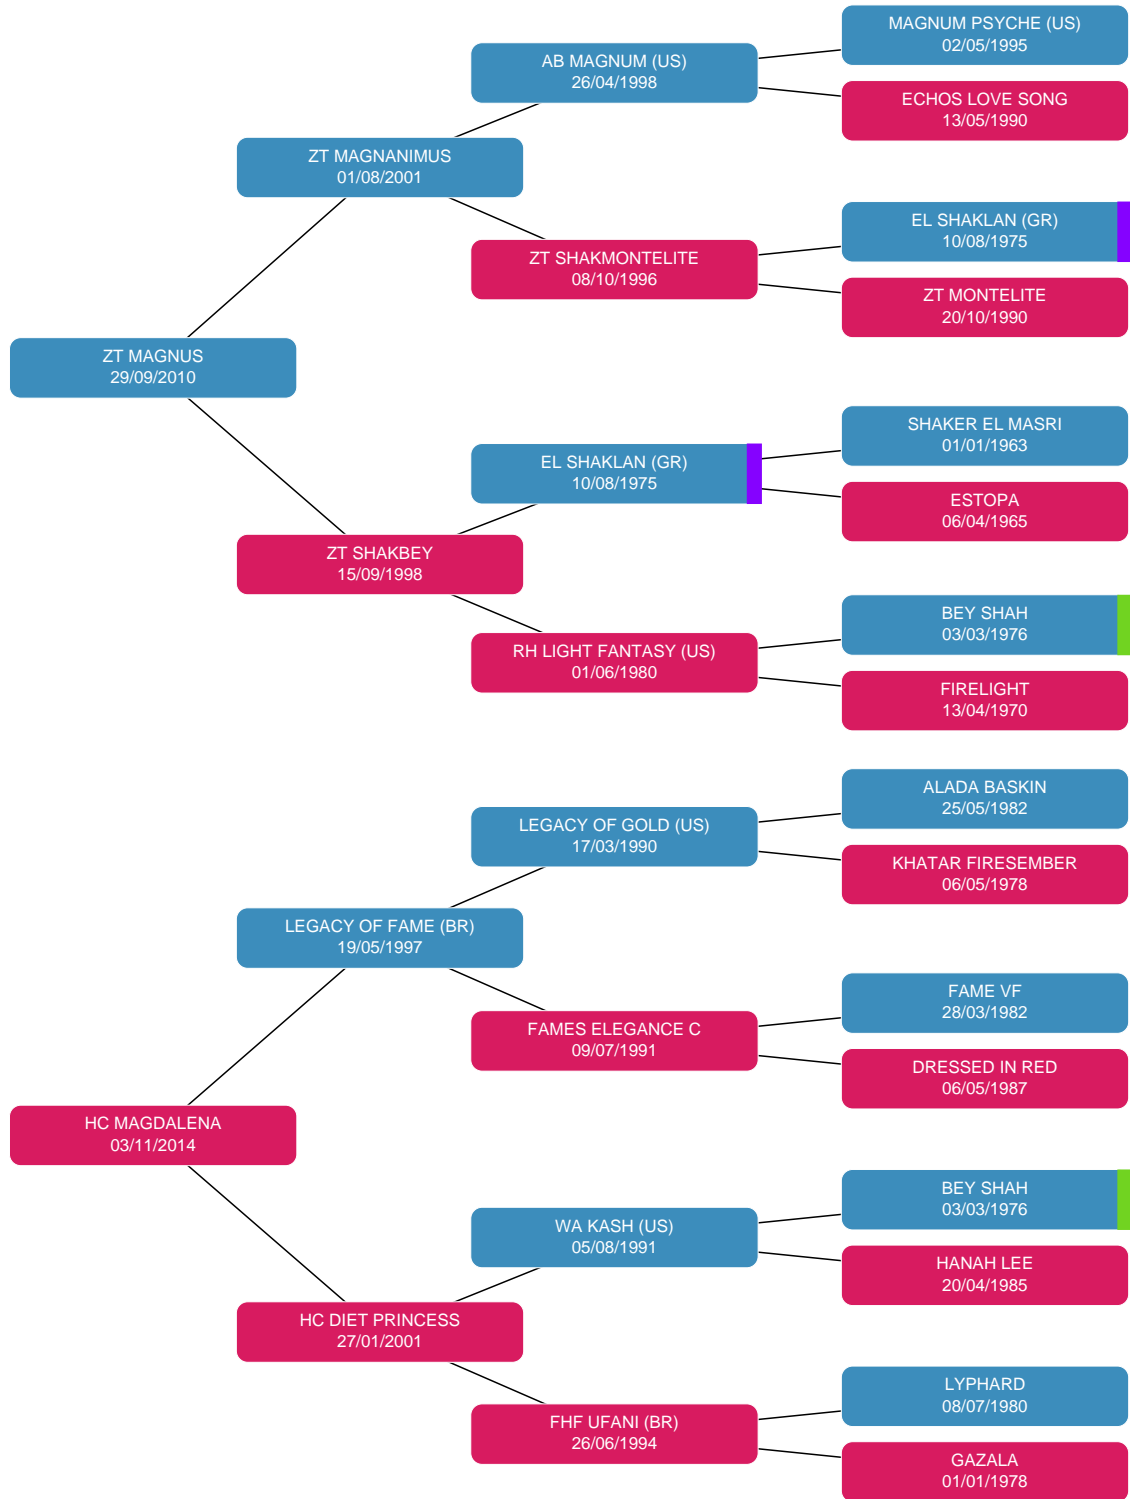 MAGNUM PSYCHE (US)
02/05/1995
AB MAGNUM (US)
26/04/1998
ECHOS LOVE SONG
13/05/1990
ZT MAGNANIMUS
01/08/2001
EL SHAKLAN (GR)
10/08/1975
ZT SHAKMONTELITE
08/10/1996
ZT MONTELITE
20/10/1990
ZT MAGNUS
29/09/2010
SHAKER EL MASRI
01/01/1963
EL SHAKLAN (GR)
10/08/1975
ESTOPA
06/04/1965
ZT SHAKBEY
15/09/1998
BEY SHAH
03/03/1976
RH LIGHT FANTASY (US)
01/06/1980
FIRELIGHT
13/04/1970
ALADA BASKIN
25/05/1982
LEGACY OF GOLD (US)
17/03/1990
KHATAR FIRESEMBER
06/05/1978
LEGACY OF FAME (BR)
19/05/1997
FAME VF
28/03/1982
FAMES ELEGANCE C
09/07/1991
DRESSED IN RED
06/05/1987
HC MAGDALENA
03/11/2014
BEY SHAH
03/03/1976
WA KASH (US)
05/08/1991
HANAH LEE
20/04/1985
HC DIET PRINCESS
27/01/2001
LYPHARD
08/07/1980
FHF UFANI (BR)
26/06/1994
GAZALA
01/01/1978